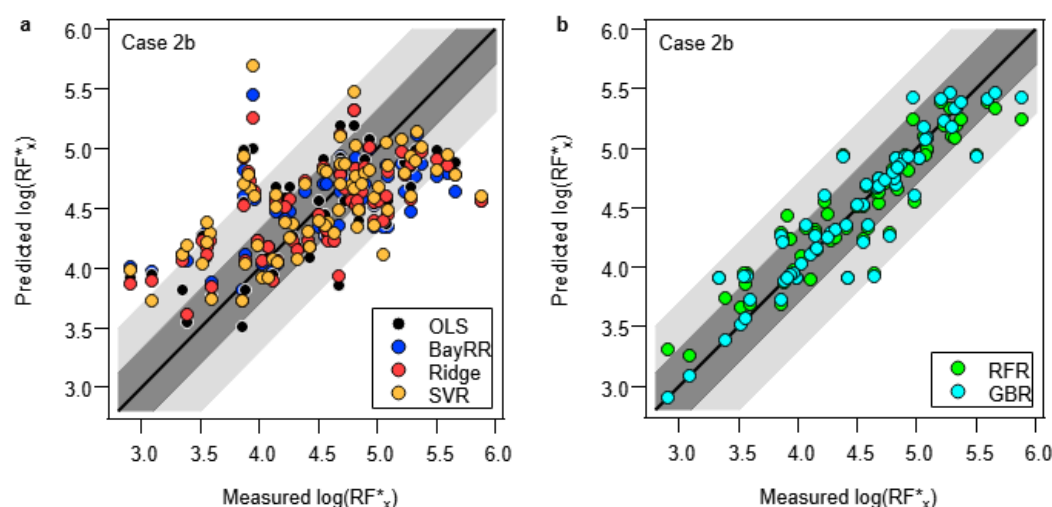 a
Case 2b
Predicted log(RF*x)
6.0
5.5
5.0
4.5
4.0
3.5
3.0
OLS
BayRR
Ridge
SVR
3.0 3.5 4.0 4.5 5.0 5.5 6.0
Measured log(RF*x)
b
Case 2b
Predicted log(RF*x)
6.0
5.5
5.0
4.5
4.0
3.5
3.0
RFR
GBR
3.0 3.5 4.0 4.5 5.0 5.5 6.0
Measured log(RF*x)